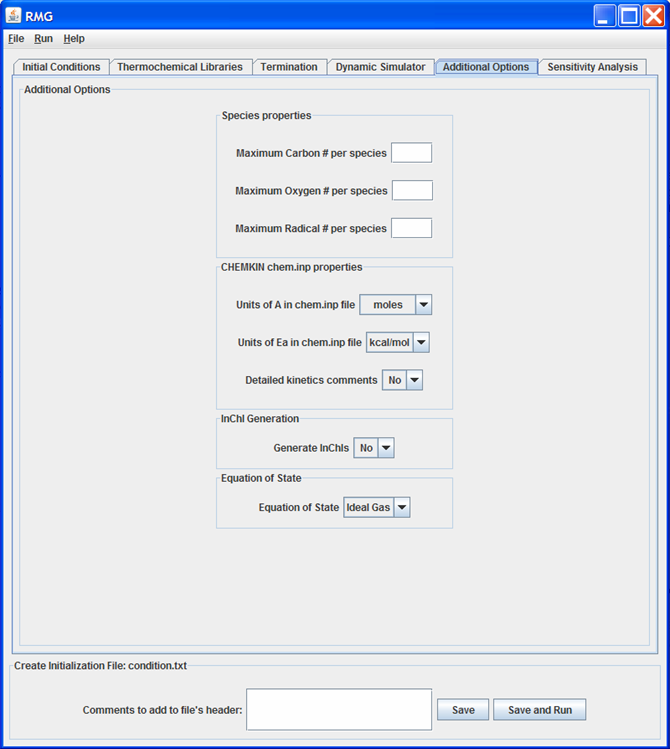 RMG
File Run Help
Initial Conditions Thermochemical Libraries Termination Dynamic Simulator Additional Options Sensitivity Analysis
Additional Options
Species properties
Maximum Carbon # per species
Maximum Oxygen # per species
Maximum Radical # per species
CHEMKIN chem.inp properties
Units of A in chem.inp file moles
Units of Ea in chem.inp file kcal/mol
Detailed kinetics comments No
InChI Generation
Generate InChIs No
Equation of State
Equation of State Ideal Gas
Create Initialization File: condition.txt
Comments to add to file's header: Save Save and Run